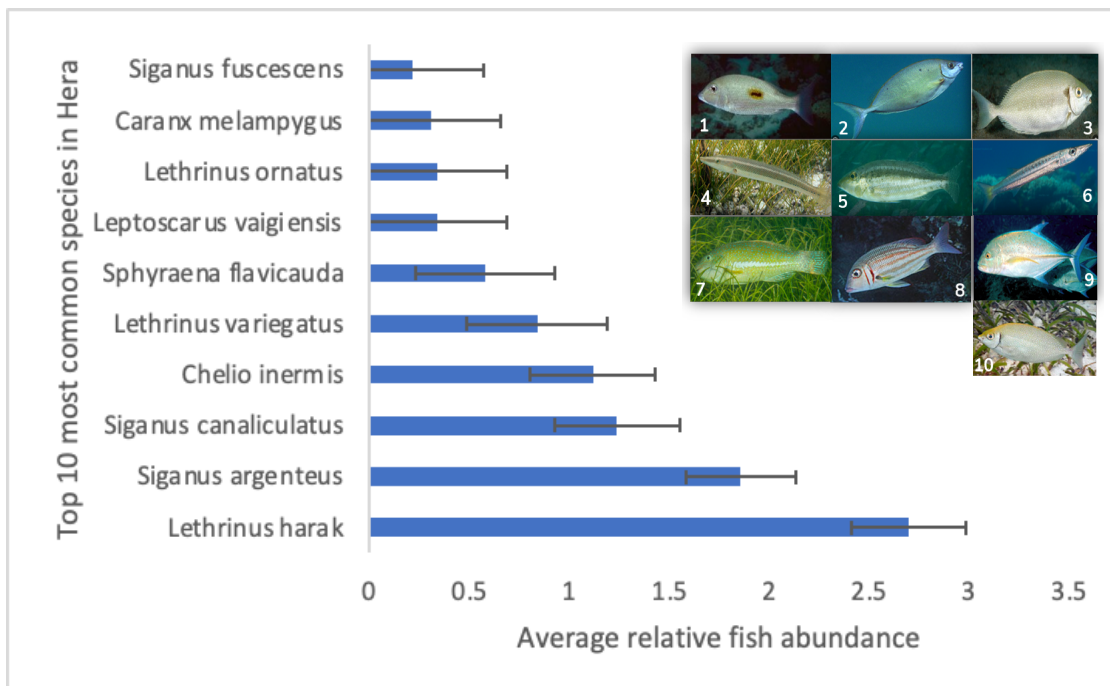 Top 10 most common species in Hera
Siganus fuscescens
Caranx melampygus
Lethrinus ornatus
Leptoscarus vaigiensis
Sphyraena flavicauda
Lethrinus variegatus
Chelio inermis
Siganus canaliculatus
Siganus argenteus
Lethrinus harak
0 0.5 1 1.5 2 2.5 3 3.5
Average relative fish abundance
1 2 3
4 5 6
7 8 9
10